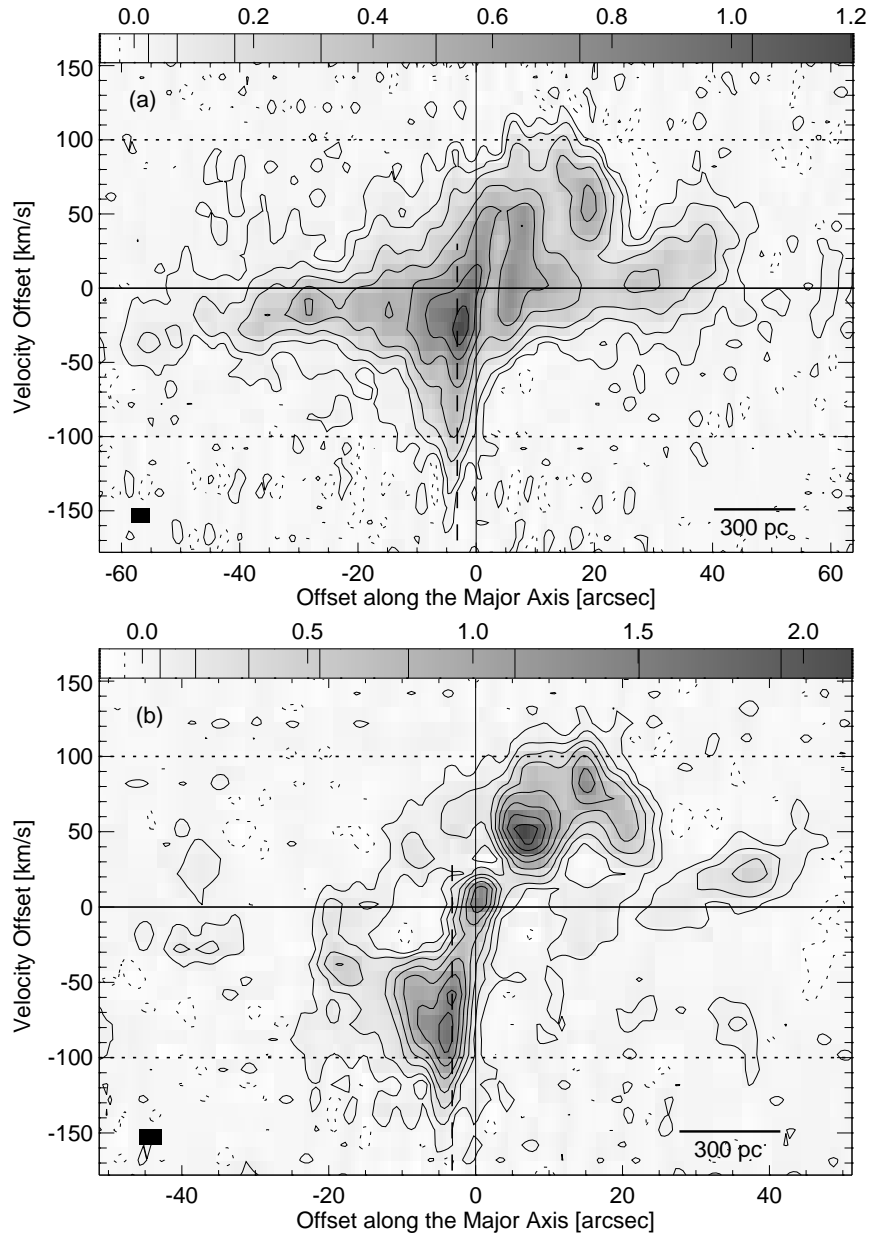 0.0 0.2 0.4 0.6 0.8 1.0 1.2
(a)
150
100
50
0
-50
-100
-150
Velocity Offset [km/s]
300 pc
-60 -40 -20 0 20 40 60
Offset along the Major Axis [arcsec]
0.0 0.5 1.0 1.5 2.0
(b)
150
100
50
0
-50
-100
-150
Velocity Offset [km/s]
300 pc
-40 -20 0 20 40
Offset along the Major Axis [arcsec]